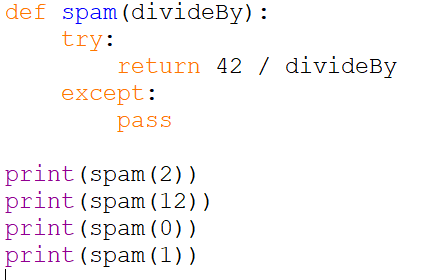 def spam(divideBy):
    try:
        return 42 / divideBy
    except:
        pass

print(spam(2))
print(spam(12))
print(spam(0))
print(spam(1))